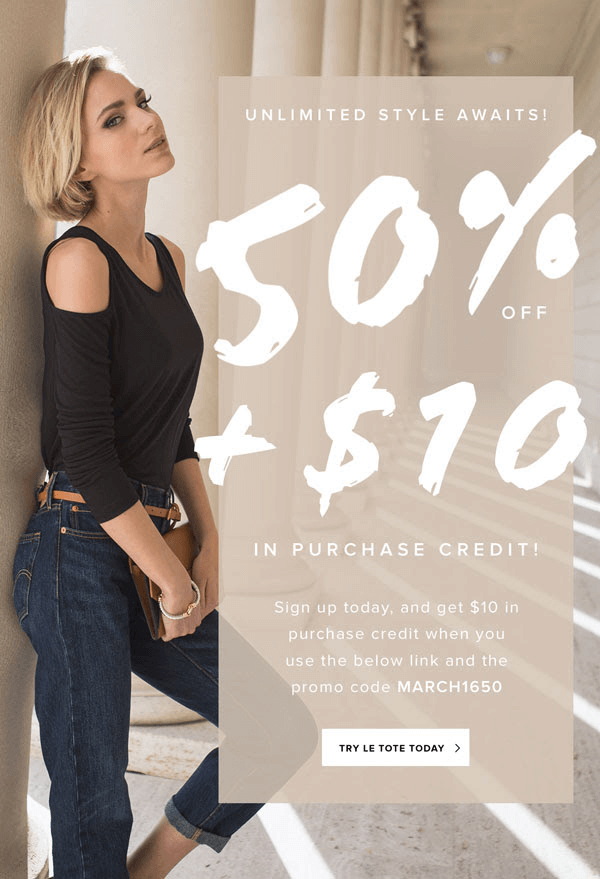 UNLIMITED STYLE AWAITS!
50%
OFF
+ $10
IN PURCHASE CREDIT!
Sign up today, and get $10 in
purchase credit when you
use the below link and the
promo code MARCH1650
TRY LE TOTE TODAY >